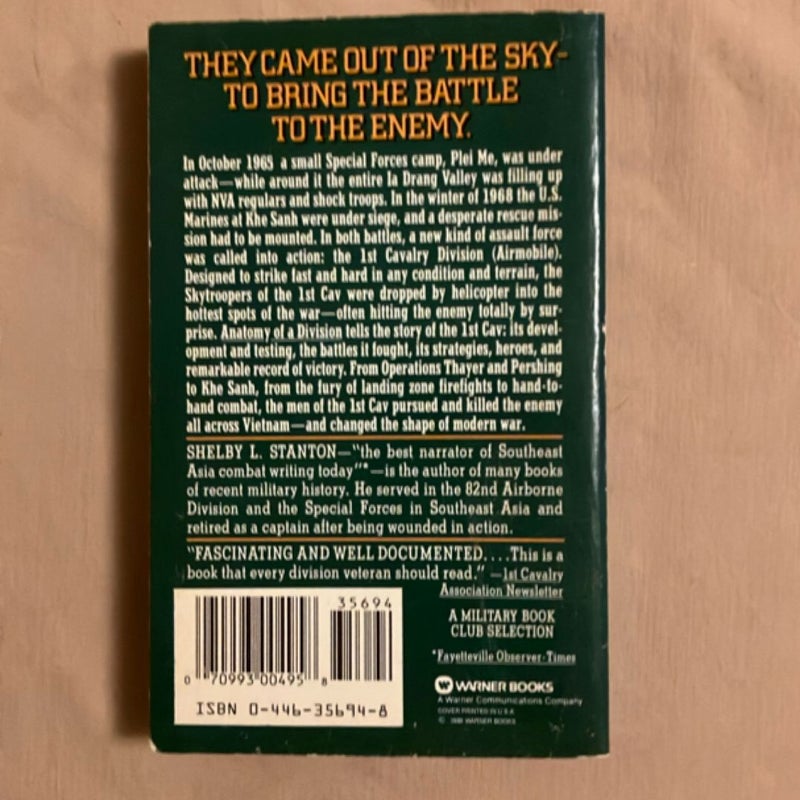 THEY CAME OUT OF THE SKY-
TO BRING THE BATTLE
TO THE ENEMY.
In October 1965 a small Special Forces camp, Plei Me, was under
attack—while around it the entire Ia Drang Valley was filling up
with NVA regulars and shock troops. In the winter of 1968 the U.S.
Marines at Khe Sanh were under siege, and a desperate rescue mis-
sion had to be mounted. In both battles, a new kind of assault force
was called into action: the 1st Cavalry Division (Airmobile).
Designed to strike fast and hard in any condition and terrain, the
Skytroopers of the 1st Cav were dropped by helicopter into the
hottest spots of the war—often hitting the enemy totally by sur-
prise. Anatomy of a Division tells the story of the 1st Cav: its devel-
opment and testing, the battles it fought, its strategies, heroes, and
remarkable record of victory. From Operations Thayer and Pershing
to Khe Sanh, from the fury of landing zone firefights to hand-to-
hand combat, the men of the 1st Cav pursued and killed the enemy
all across Vietnam—and changed the shape of modern war.
SHELBY L. STANTON—"the best narrator of Southeast
Asia combat writing today"*—is the author of many books
of recent military history. He served in the 82nd Airborne
Division and the Special Forces in Southeast Asia and
retired as a captain after being wounded in action.
"FASCINATING AND WELL DOCUMENTED....This is a
book that every division veteran should read." —1st Cavalry
Association Newsletter
35694
0 70993 00495 8
ISBN 0-446-35694-8
A MILITARY BOOK
CLUB SELECTION
*Fayetteville Observer-Times
WARNER BOOKS
A Warner Communications Company
COVER PRINTED IN U.S.A.
© WARNER BOOKS